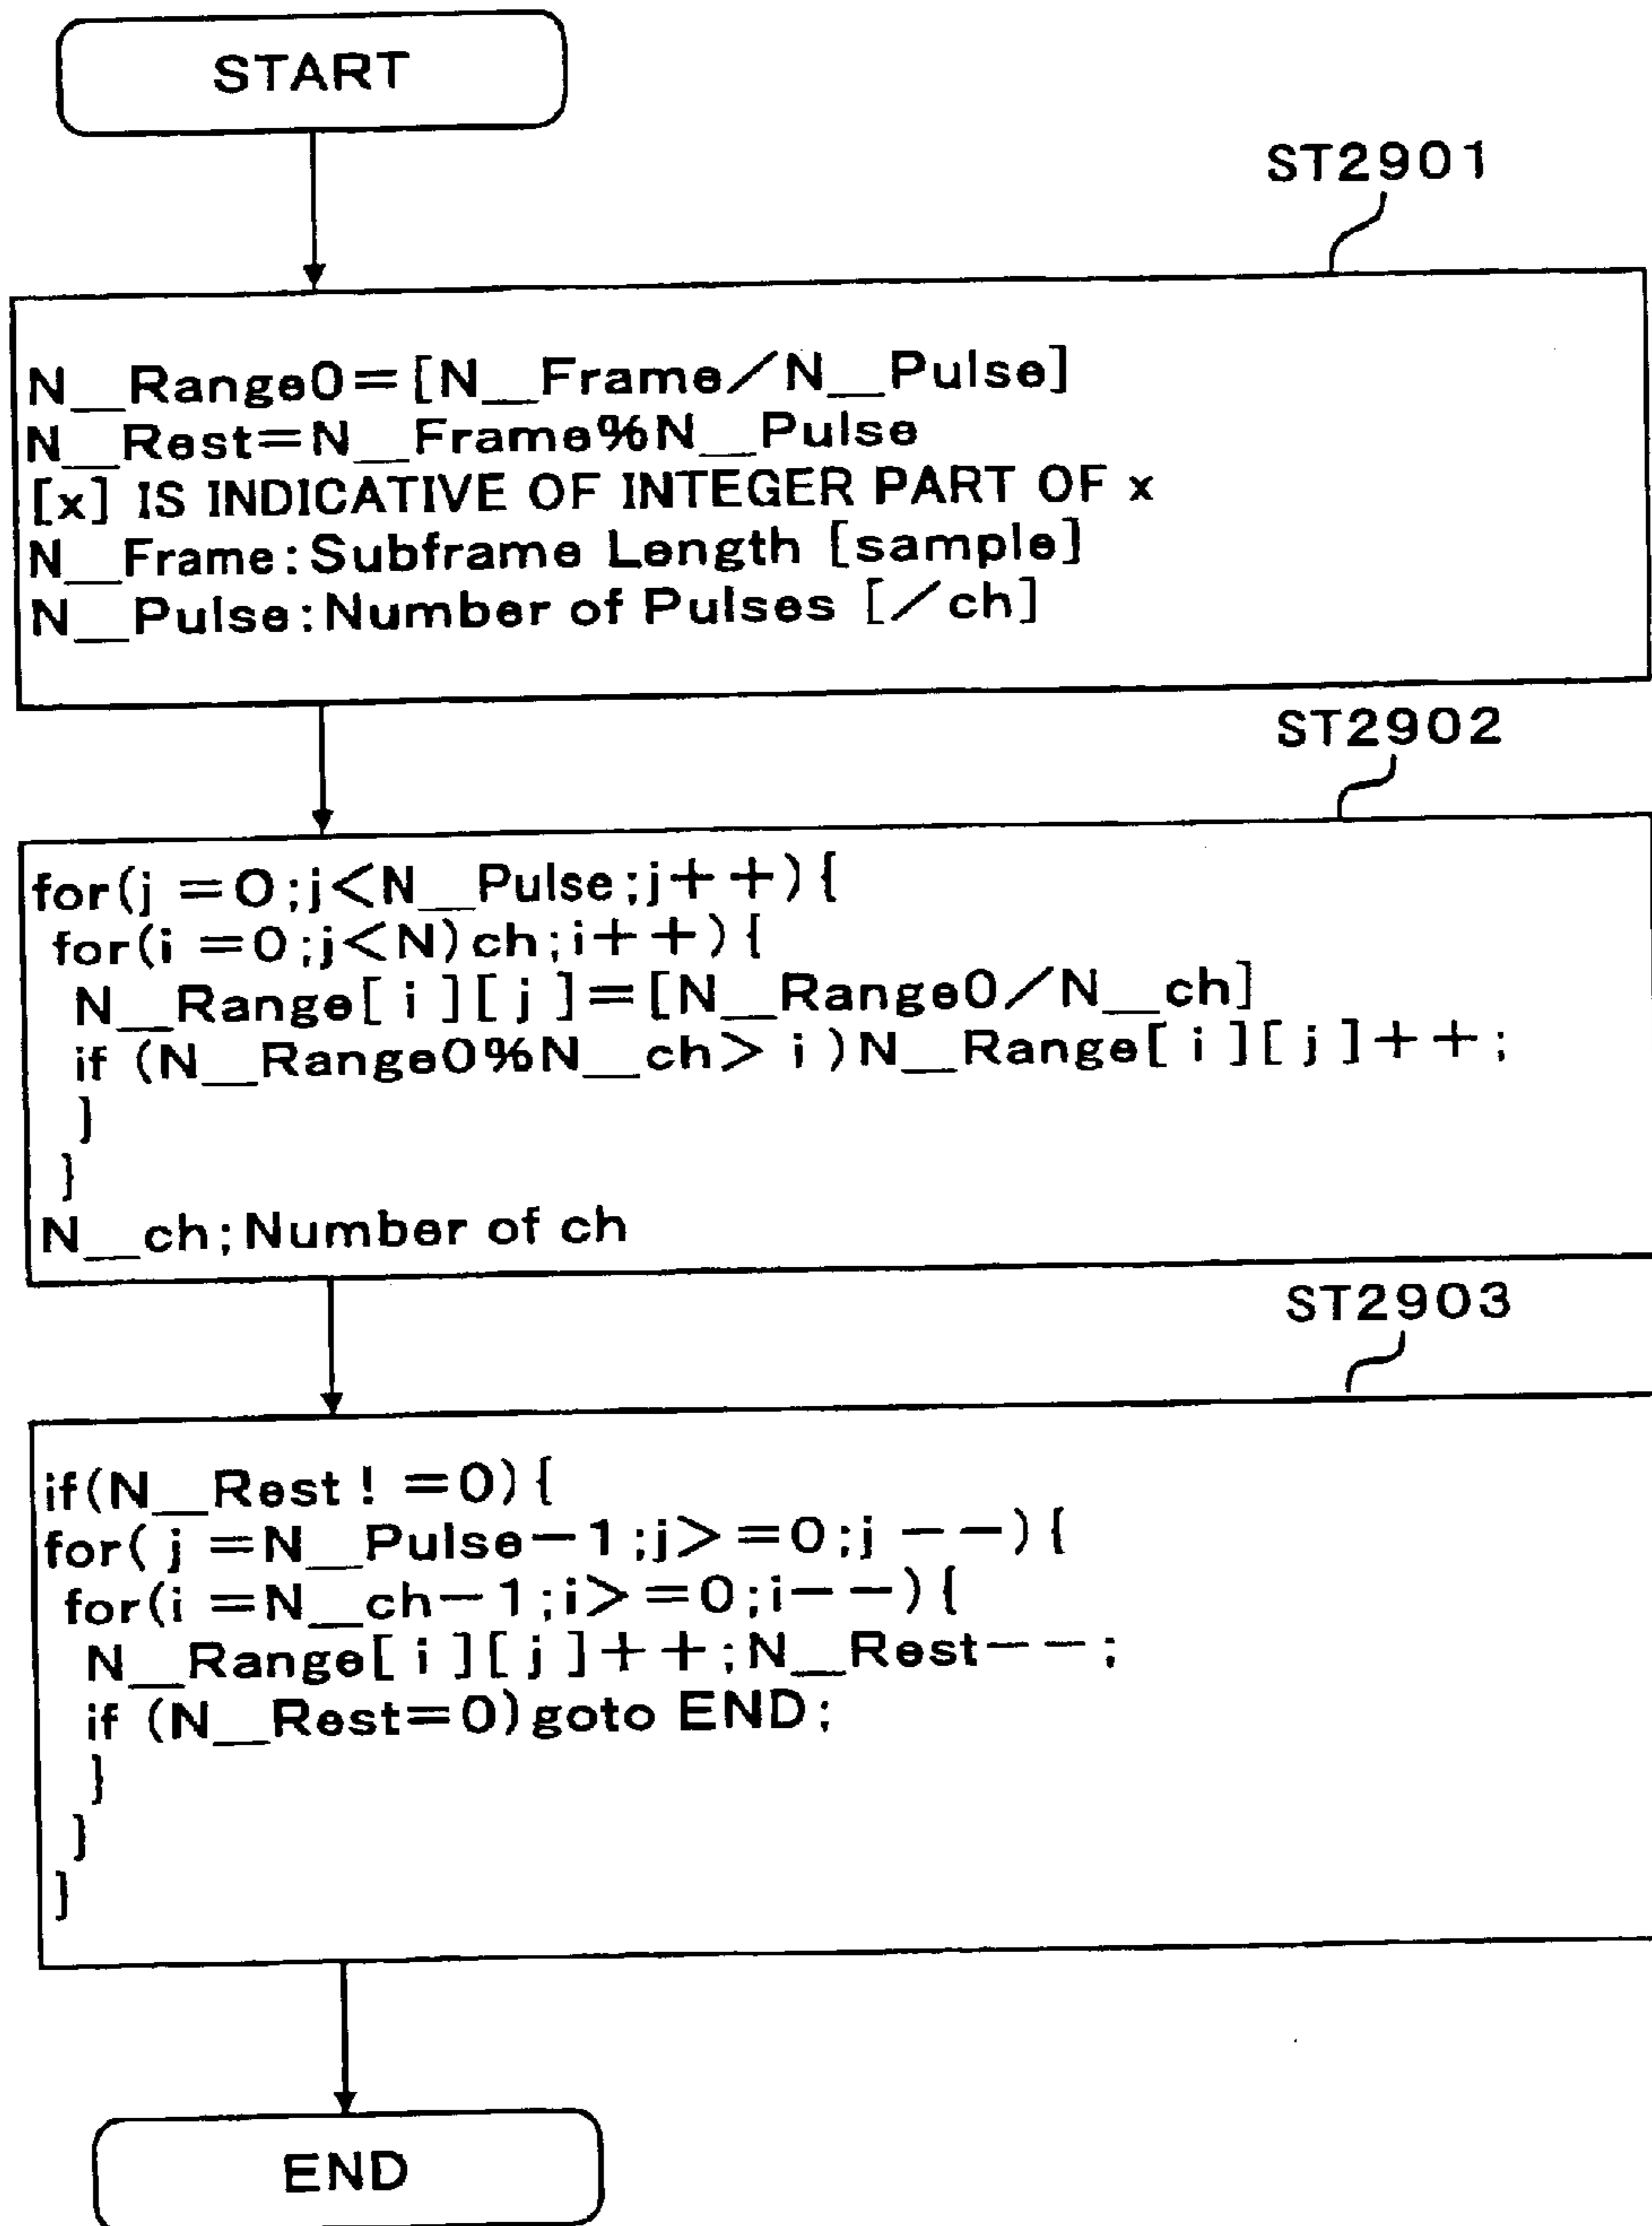 START
ST2901
N__Range0=[N__Frame/N__Pulse]
N__Rest=N__Frame%N__Pulse
[x] IS INDICATIVE OF INTEGER PART OF x
N__Frame:Subframe Length [sample]
N__Pulse:Number of Pulses [/ch]
ST2902
for(j =0;j<N__Pulse;j++){
for(i =0;j<N)ch;i++){
N__Range[i][j]=[N__Range0/N__ch]
if (N__Range0%N__ch> i)N__Range[i][j]++;
}
}
N__ch;Number of ch
ST2903
if(N__Rest! =0){
for(j =N__Pulse-1;j>=0;j--){
for(i =N__ch-1;i>=0;i--){
N__Range[i][j]++;N__Rest--;
if (N__Rest=0)goto END;
}
}
}
END